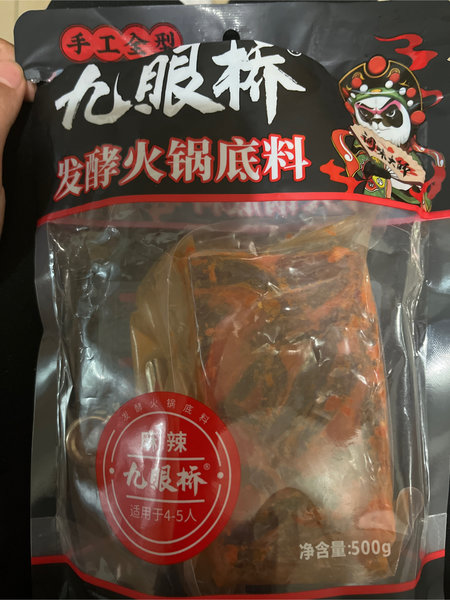 手工全型
九眼桥®
发酵火锅底料
发酵火锅底料
麻辣
九眼桥®
适用于4-5人
净含量:500g